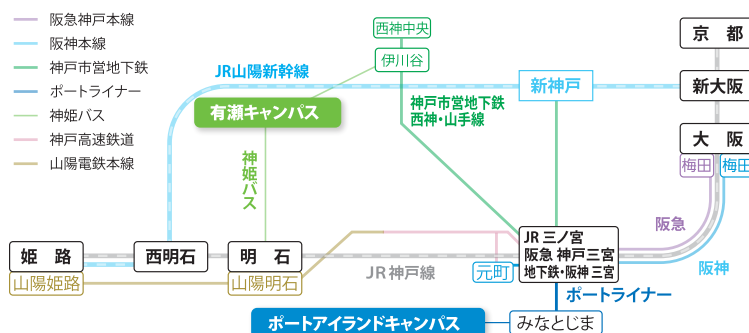 阪急神戸本線
阪神本線
神戸市営地下鉄
ポートライナー
神姫バス
神戸高速鉄道
山陽電鉄本線
西神中央
伊川谷
京都
新大阪
大阪
梅田
梅田
JR山陽新幹線
新神戸
有瀬キャンパス
神戸市営地下鉄
西神・山手線
神姫バス
阪急
阪神
姫路
山陽姫路
西明石
明石
山陽明石
JR神戸線
元町
JR 三ノ宮
阪急 神戸三宮
地下鉄・阪神 三宮
ポートライナー
ポートアイランドキャンパス
みなとじま